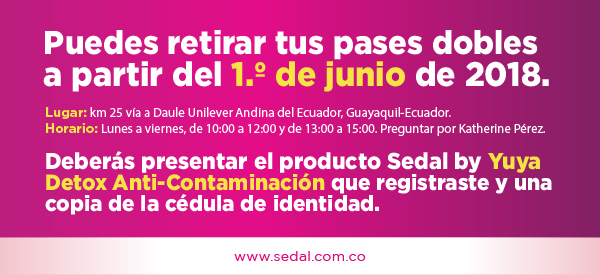 Puedes retirar tus pases dobles
a partir del 1.º de junio de 2018.
Lugar: km 25 vía a Daule Unilever Andina del Ecuador, Guayaquil-Ecuador.
Horario: Lunes a viernes, de 10:00 a 12:00 y de 13:00 a 15:00. Preguntar por Katherine Pérez.
Deberás presentar el producto Sedal by Yuya
Detox Anti-Contaminación que registraste y una
copia de la cédula de identidad.
www.sedal.com.co